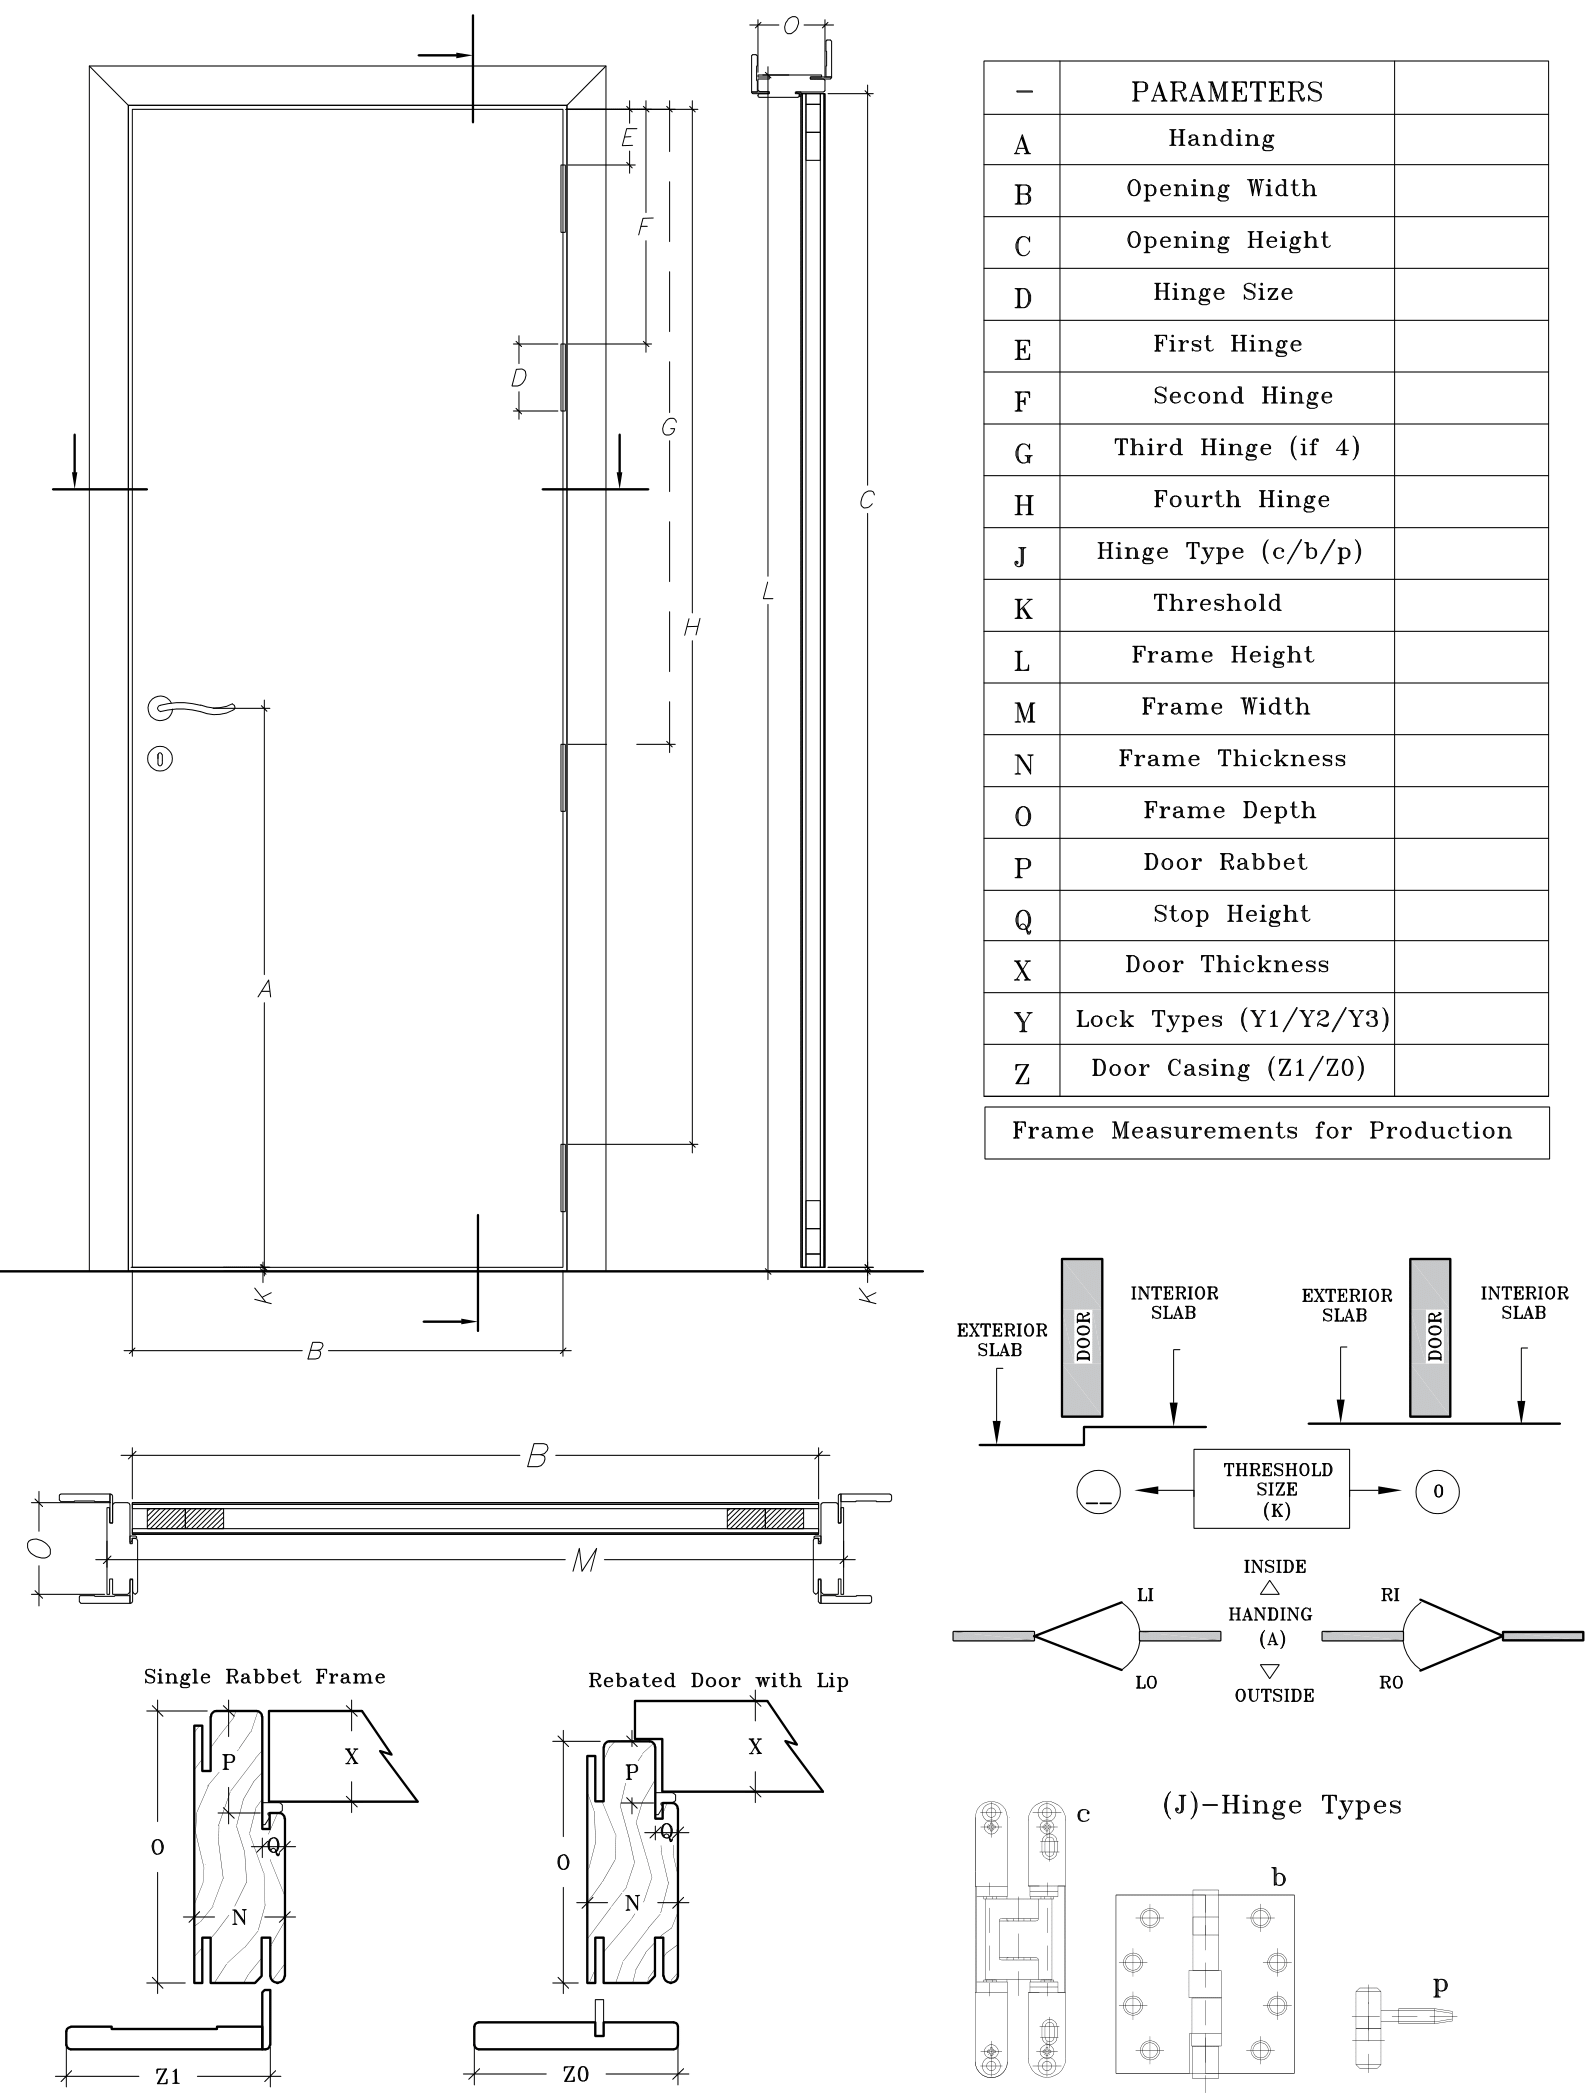 O
E
F
D
G
C
L
H
A
K
K
B
– PARAMETERS
A Handing
B Opening Width
C Opening Height
D Hinge Size
E First Hinge
F Second Hinge
G Third Hinge (if 4)
H Fourth Hinge
J Hinge Type (c/b/p)
K Threshold
L Frame Height
M Frame Width
N Frame Thickness
O Frame Depth
P Door Rabbet
Q Stop Height
X Door Thickness
Y Lock Types (Y1/Y2/Y3)
Z Door Casing (Z1/Z0)
Frame Measurements for Production
EXTERIOR
SLAB
DOOR
INTERIOR
SLAB
EXTERIOR
SLAB
DOOR
INTERIOR
SLAB
__
THRESHOLD
SIZE
(K)
0
B
O
M
INSIDE
LI
RI
HANDING
(A)
LO
RO
OUTSIDE
Single Rabbet Frame
P
X
O
Q
N
Z1
Rebated Door with Lip
X
P
Q
O
N
Z0
(J)–Hinge Types
c
b
p